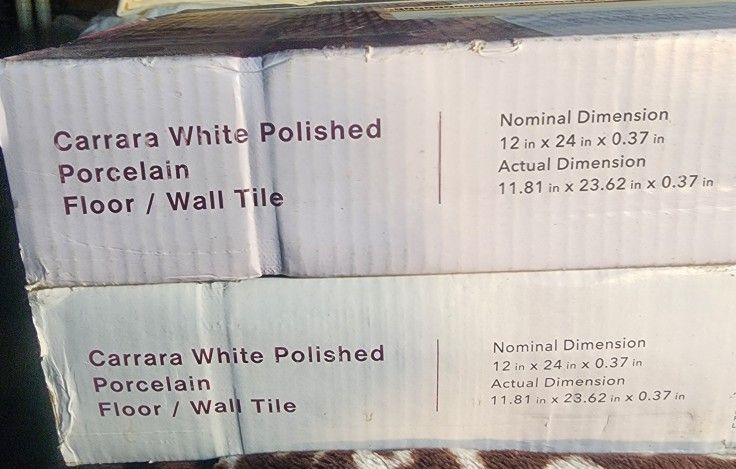 Carrara White Polished
Porcelain
Floor / Wall Tile
Nominal Dimension
12 in x 24 in x 0.37 in
Actual Dimension
11.81 in x 23.62 in x 0.37 in
Carrara White Polished
Porcelain
Floor / Wall Tile
Nominal Dimension
12 in x 24 in x 0.37 in
Actual Dimension
11.81 in x 23.62 in x 0.37 in